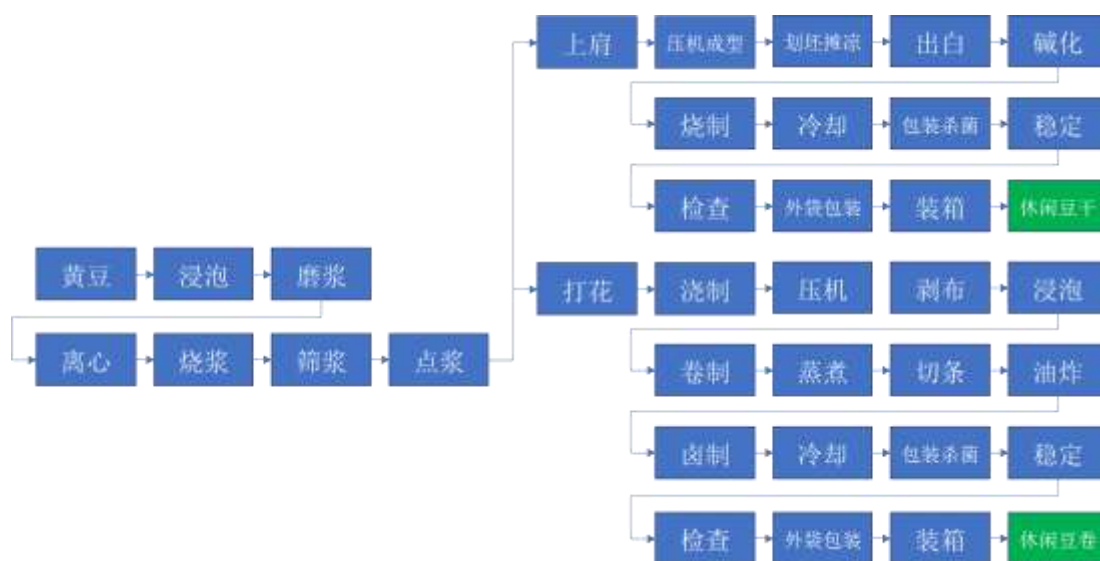 上肩 压机成型 划坯摊凉 出白 碱化
烧制 冷却 包装杀菌 稳定
检查 外袋包装 装箱 休闲豆干
黄豆 浸泡 磨浆
离心 烧浆 筛浆 点浆
打花 浇制 压机 剥布 浸泡
卷制 蒸煮 切条 油炸
卤制 冷却 包装杀菌 稳定
检查 外袋包装 装箱 休闲豆卷